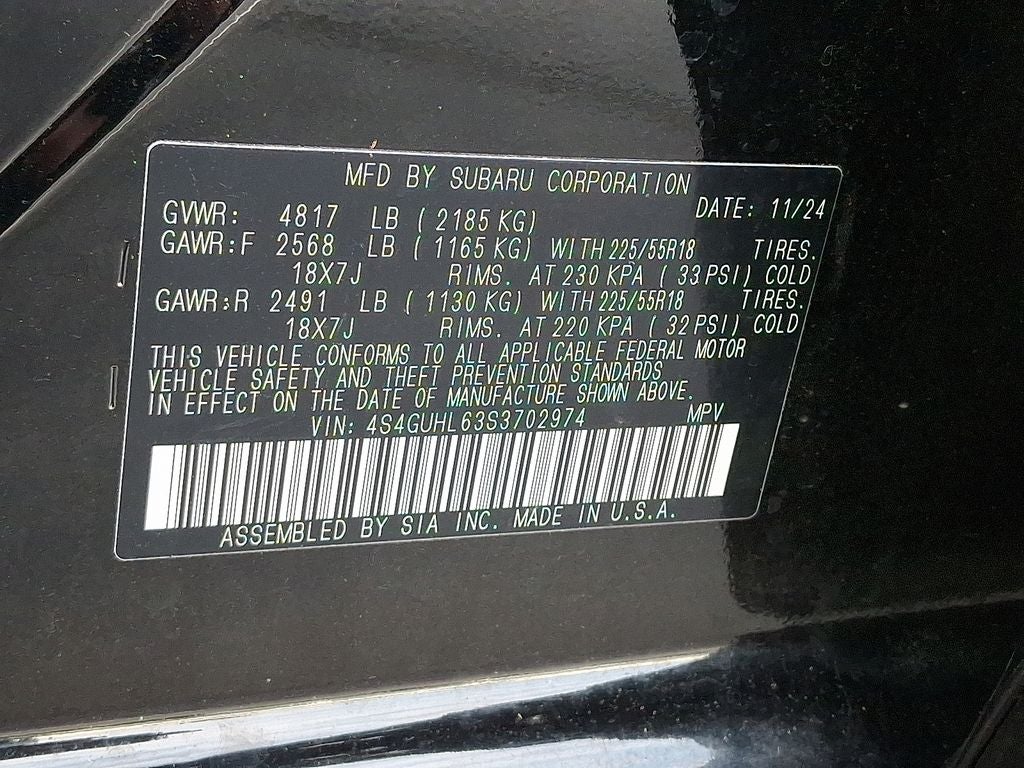 MFD BY SUBARU CORPORATION
GVWR: 4817 LB ( 2185 KG) DATE: 11/24
GAWR:F 2568 LB ( 1165 KG) WITH 225/55R18 TIRES.
18X7J RIMS. AT 230 KPA ( 33 PSI) COLD
GAWR:R 2491 LB ( 1130 KG) WITH 225/55R18 TIRES.
18X7J RIMS. AT 220 KPA ( 32 PSI) COLD
THIS VEHICLE CONFORMS TO ALL APPLICABLE FEDERAL MOTOR
VEHICLE SAFETY AND THEFT PREVENTION STANDARDS
IN EFFECT ON THE DATE OF MANUFACTURE SHOWN ABOVE.
VIN: 4S4GUHL63S3702974 MPV
ASSEMBLED BY SIA INC. MADE IN U.S.A.